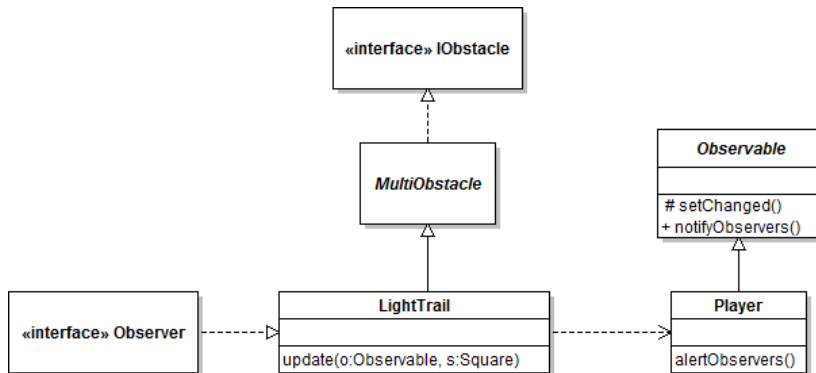 «interface» IObstacle
Observable
# setChanged()
+ notifyObservers()
MultiObstacle
«interface» Observer
LightTrail
update(o:Observable, s:Square)
Player
alertObservers()